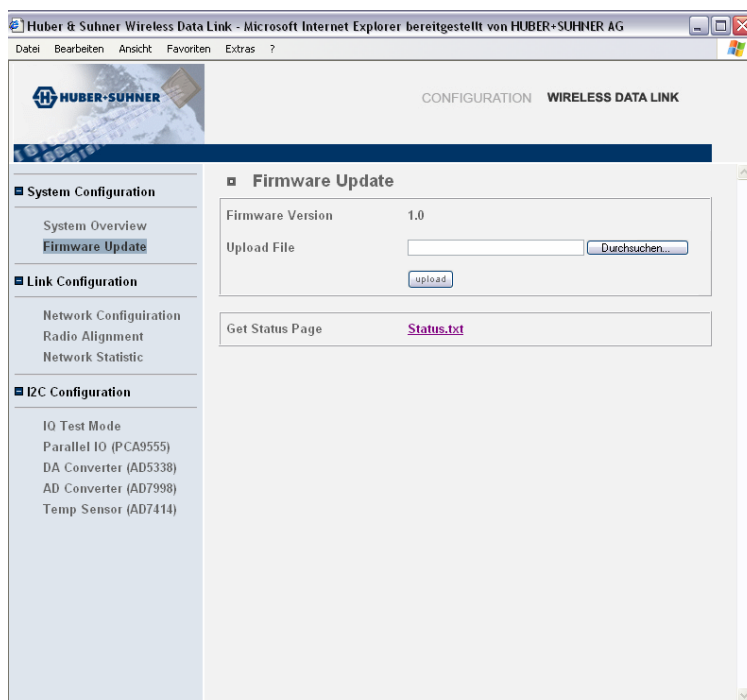 Huber & Suhner Wireless Data Link - Microsoft Internet Explorer bereitgestellt von HUBER+SUHNER AG
Datei Bearbeiten Ansicht Favoriten Extras ?
HUBER+SUHNER
CONFIGURATION WIRELESS DATA LINK
System Configuration
System Overview
Firmware Update
Link Configuration
Network Configuiration
Radio Alignment
Network Statistic
I2C Configuration
IQ Test Mode
Parallel IO (PCA9555)
DA Converter (AD5338)
AD Converter (AD7998)
Temp Sensor (AD7414)
Firmware Update
Firmware Version 1.0
Upload File Durchsuchen...
upload
Get Status Page Status.txt